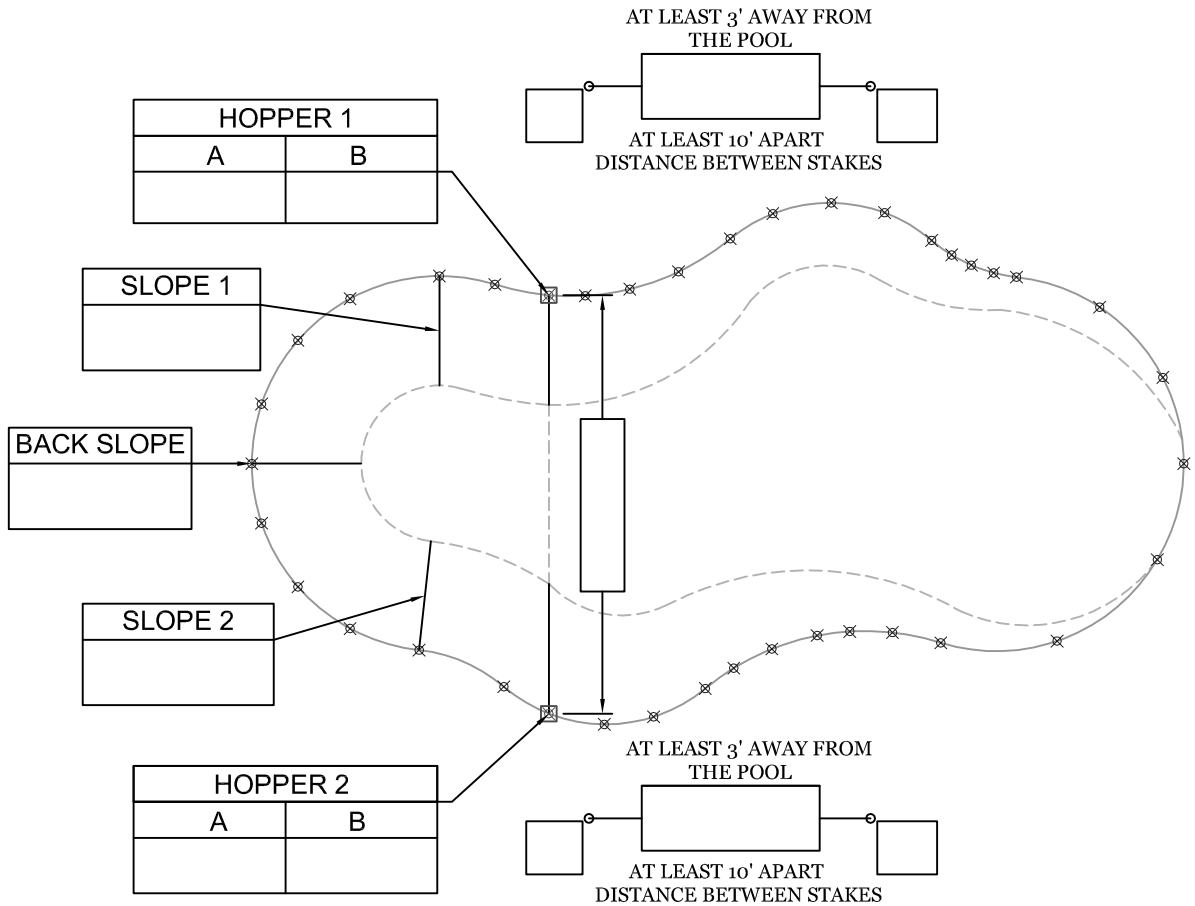 AT LEAST 3' AWAY FROM
THE POOL
AT LEAST 10' APART
DISTANCE BETWEEN STAKES
HOPPER 1
A B
SLOPE 1
BACK SLOPE
SLOPE 2
HOPPER 2
A B
AT LEAST 3' AWAY FROM
THE POOL
AT LEAST 10' APART
DISTANCE BETWEEN STAKES